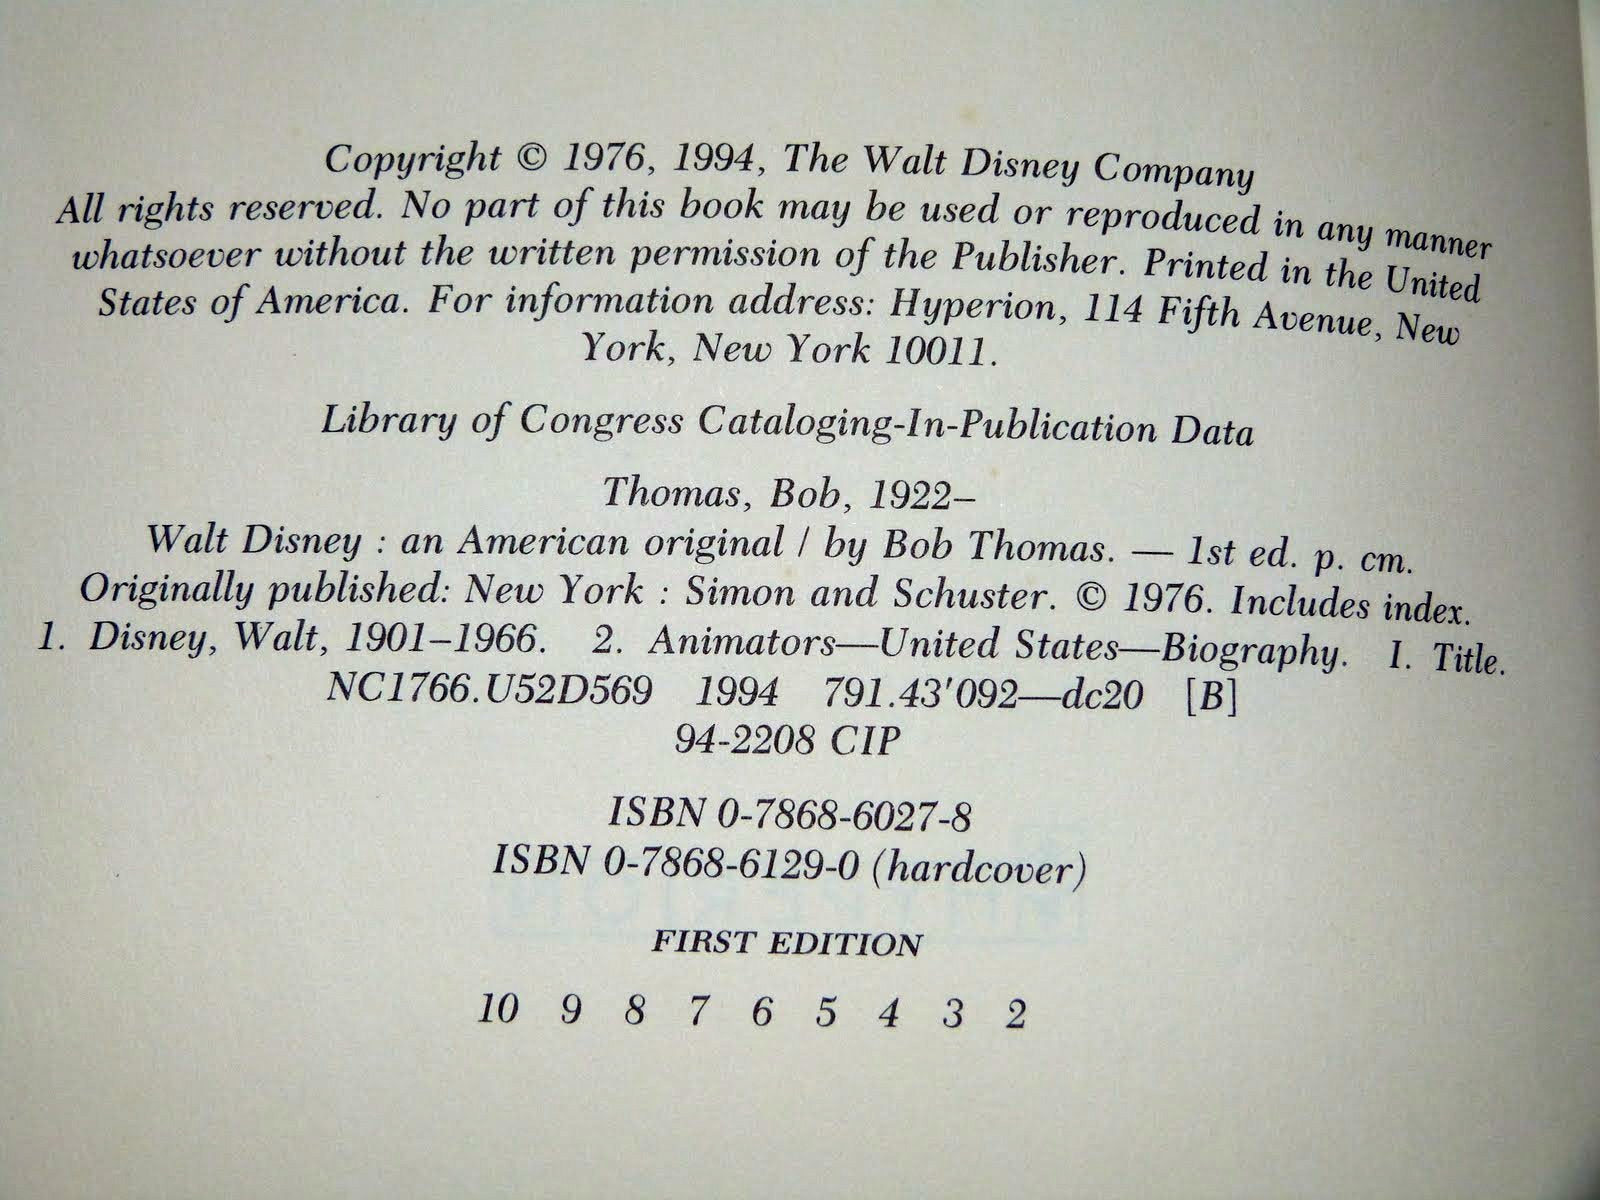 Copyright © 1976, 1994, The Walt Disney Company
All rights reserved. No part of this book may be used or reproduced in any manner
whatsoever without the written permission of the Publisher. Printed in the United
States of America. For information address: Hyperion, 114 Fifth Avenue, New
York, New York 10011.
Library of Congress Cataloging-In-Publication Data
Thomas, Bob, 1922–
Walt Disney : an American original / by Bob Thomas. — 1st ed. p. cm.
Originally published: New York : Simon and Schuster. © 1976. Includes index.
1. Disney, Walt, 1901–1966. 2. Animators—United States—Biography. I. Title.
NC1766.U52D569 1994 791.43'092—dc20 [B]
94-2208 CIP
ISBN 0-7868-6027-8
ISBN 0-7868-6129-0 (hardcover)
FIRST EDITION
10 9 8 7 6 5 4 3 2